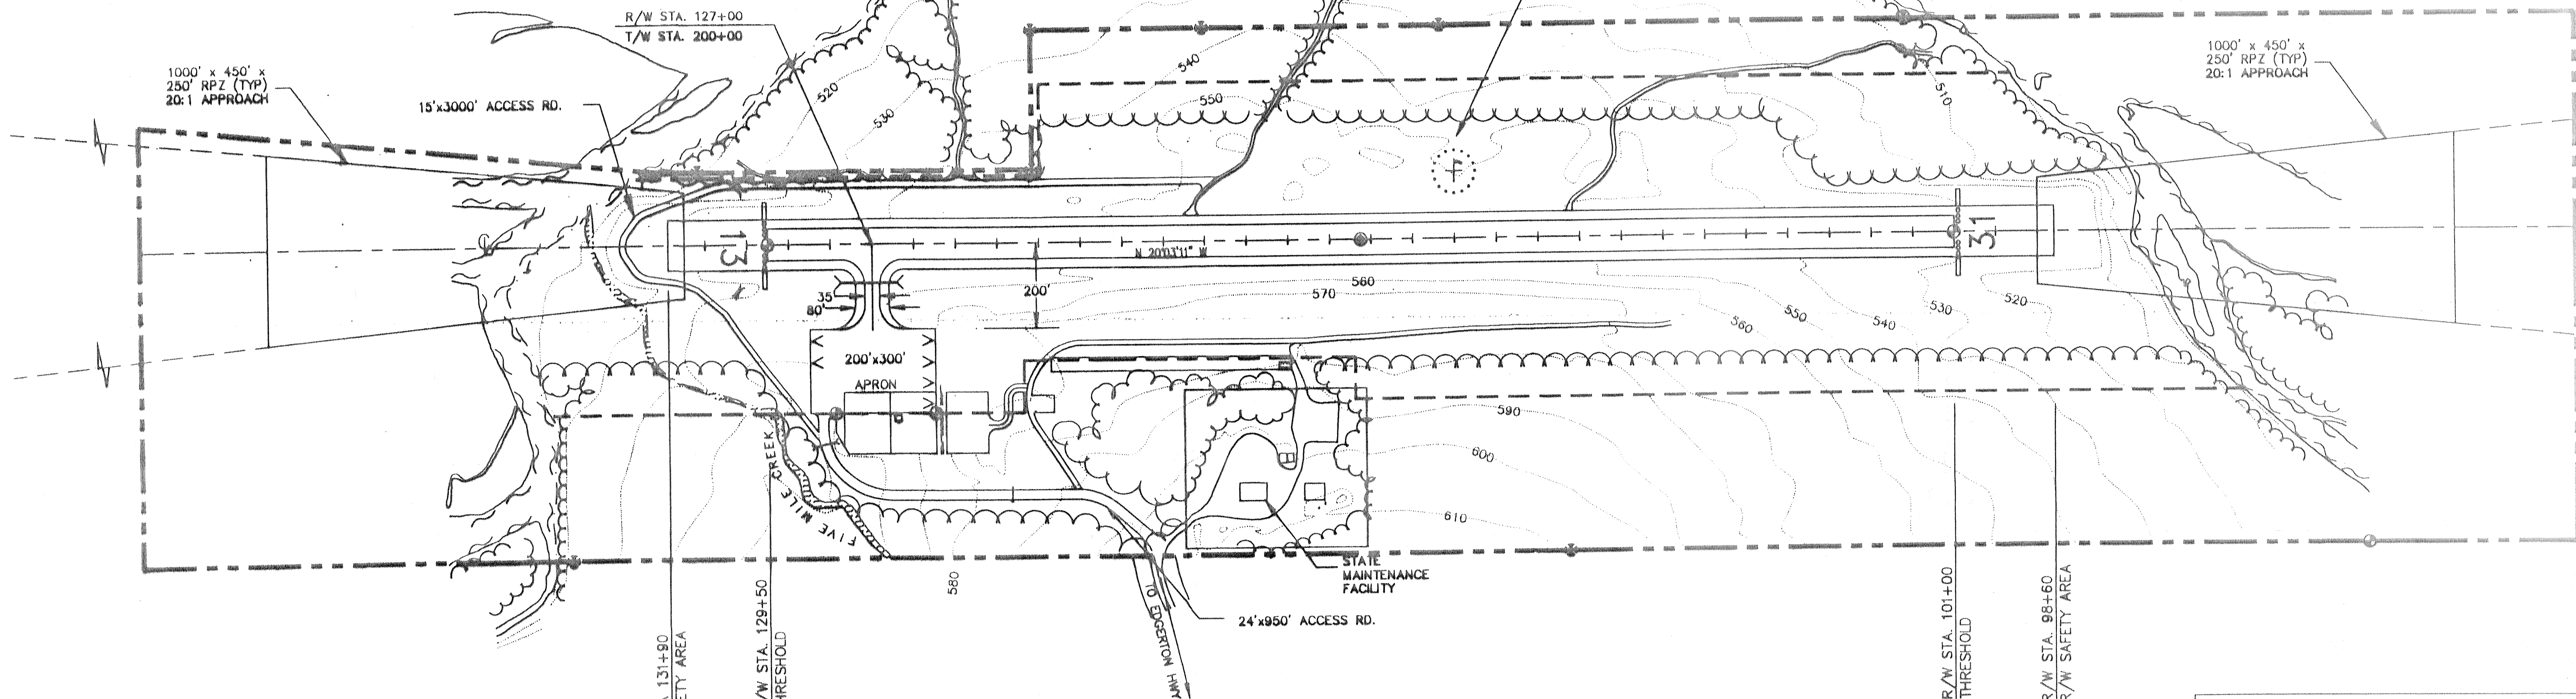 R/W STA. 127+00
T/W STA. 200+00
1000' x 450' x
250' RPZ (TYP)
20:1 APPROACH
15'x3000' ACCESS RD.
1000' x 450' x
250' RPZ (TYP)
20:1 APPROACH
520
530
540
550
510
13
31
N 20°03'11" W
35
80'
200'
560
570
560
550
540
530
520
200'x300'
APRON
590
600
610
580
FIVE MILE CREEK
STATE
MAINTENANCE
FACILITY
24'x950' ACCESS RD.
TO EDGERTON HWY
131+90
ETY AREA
/W STA. 129+50
HRESHOLD
R/W STA. 101+00
THRESHOLD
R/W STA. 98+60
R/W SAFETY AREA